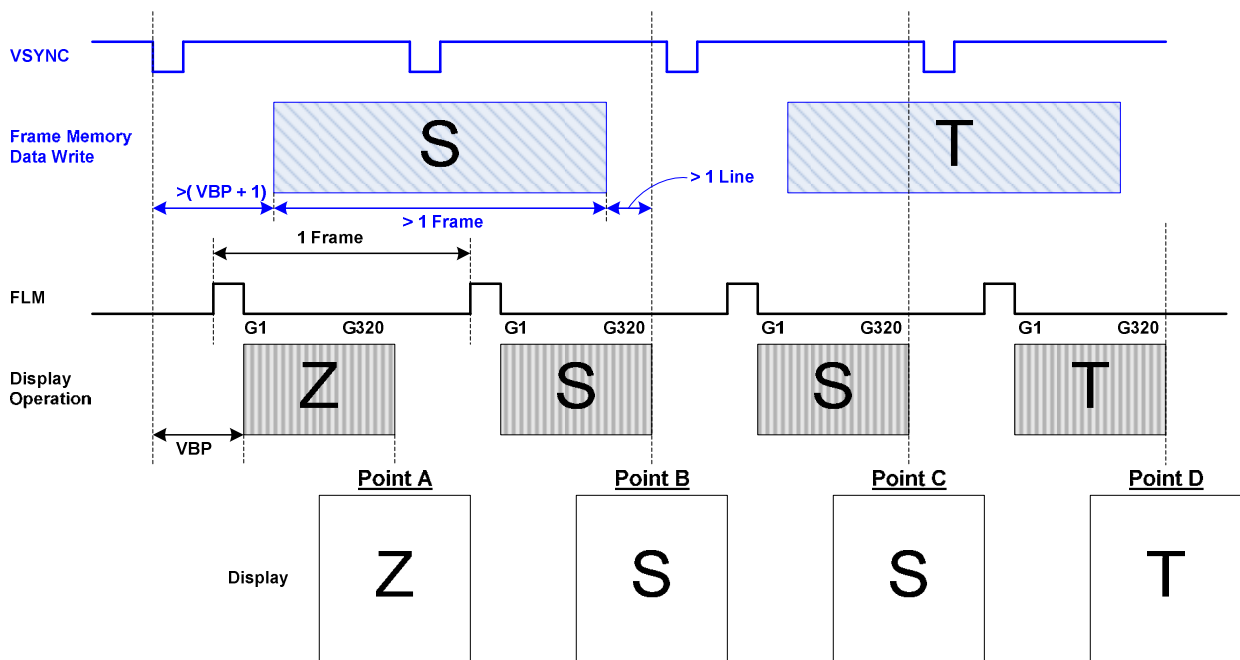 VSYNC
Frame Memory
Data Write
S
T
>( VBP + 1)
> 1 Frame
> 1 Line
1 Frame
FLM
G1
G320
G1
G320
G1
G320
G1
G320
Display
Operation
Z
S
S
T
VBP
Point A
Point B
Point C
Point D
Display
Z
S
S
T